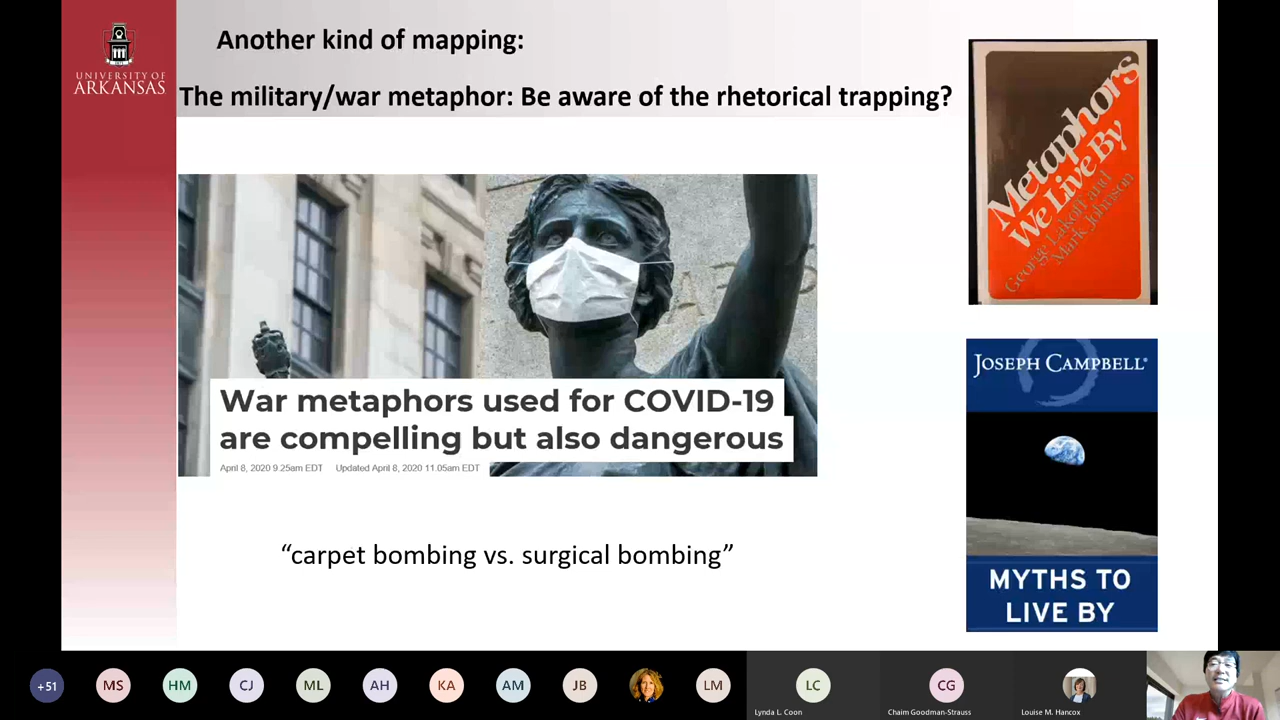 UNIVERSITY OF
ARKANSAS
Another kind of mapping:
The military/war metaphor: Be aware of the rhetorical trapping?
Metaphors
We Live By
George Lakoff and
Mark Johnson
War metaphors used for COVID-19
are compelling but also dangerous
April 8, 2020 9.25am EDT Updated April 8, 2020 11.05am EDT
JOSEPH CAMPBELL®
MYTHS TO
LIVE BY
“carpet bombing vs. surgical bombing”
+51
MS
HM
CJ
ML
AH
KA
AM
JB
LM
LC
CG
Lynda L. Coon
Chaim Goodman-Strauss
Louise M. Hancox